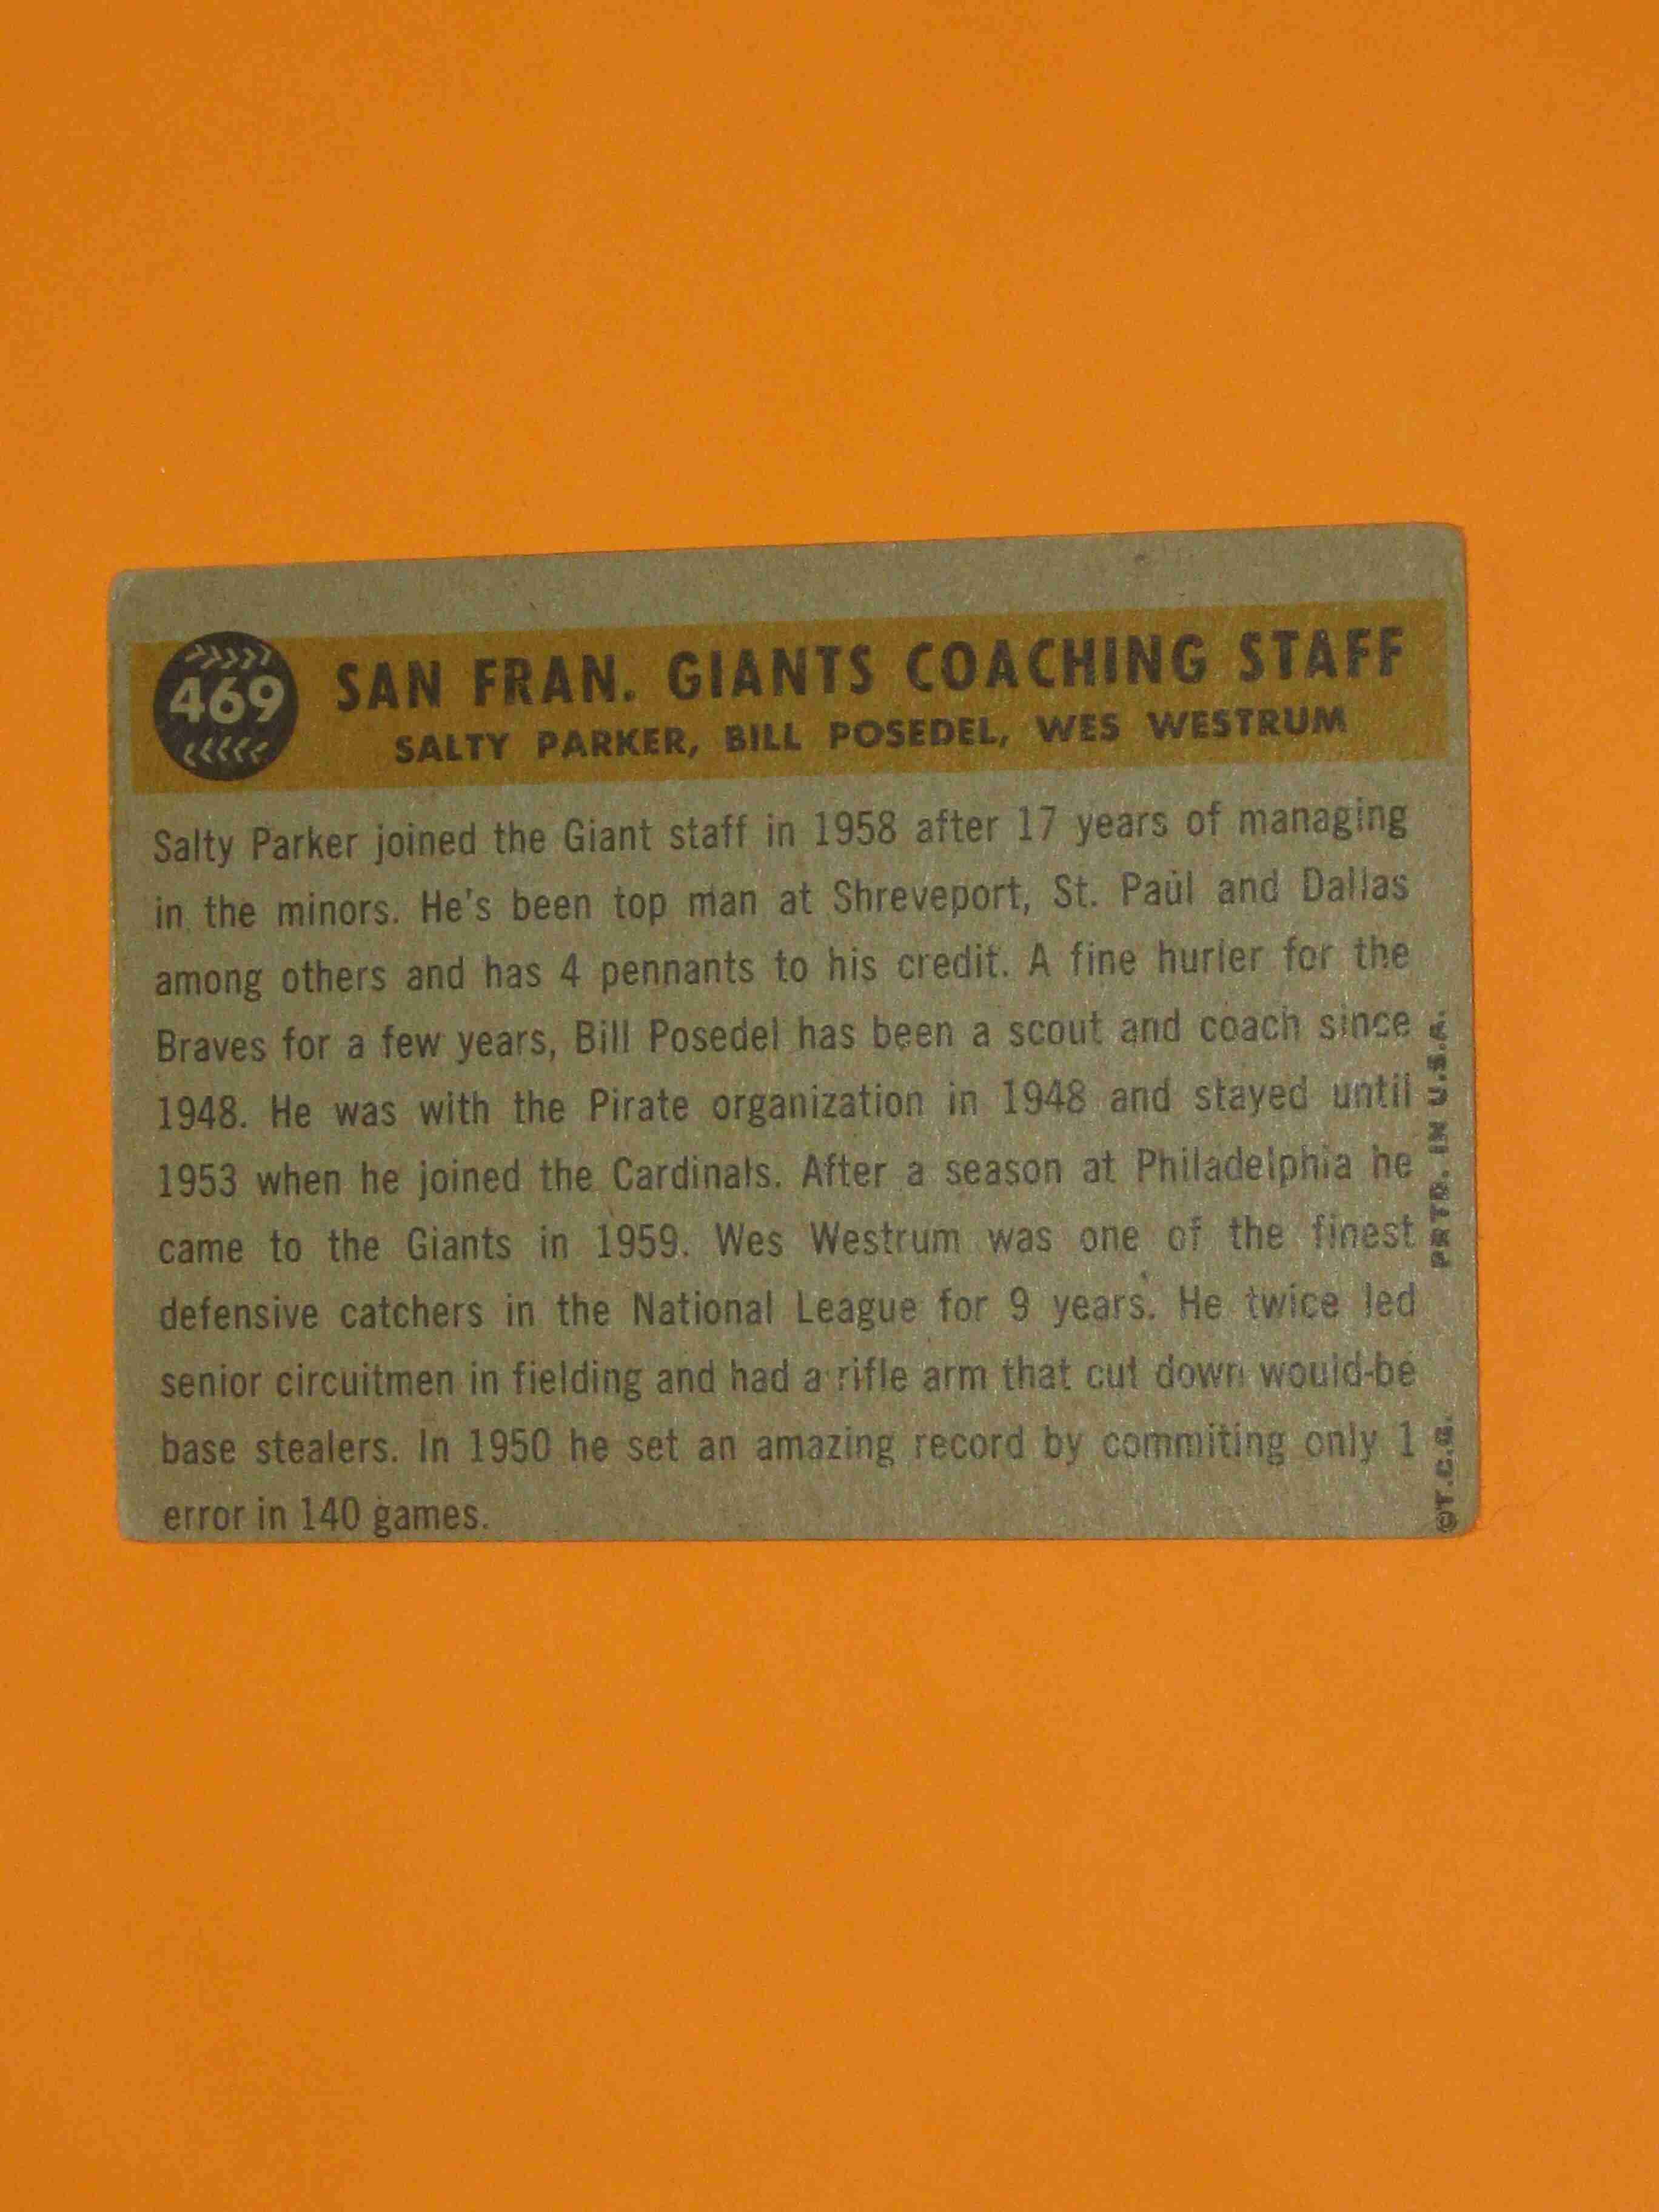 469
SAN FRAN. GIANTS COACHING STAFF
SALTY PARKER, BILL POSEDEL, WES WESTRUM
Salty Parker joined the Giant staff in 1958 after 17 years of managing
in the minors. He's been top man at Shreveport, St. Paul and Dallas
among others and has 4 pennants to his credit. A fine hurler for the
Braves for a few years, Bill Posedel has been a scout and coach since
1948. He was with the Pirate organization in 1948 and stayed until
1953 when he joined the Cardinals. After a season at Philadelphia he
came to the Giants in 1959. Wes Westrum was one of the finest
defensive catchers in the National League for 9 years. He twice led
senior circuitmen in fielding and had a rifle arm that cut down would-be
base stealers. In 1950 he set an amazing record by commiting only 1
error in 140 games.
©T.C.G. PRTD. IN U.S.A.